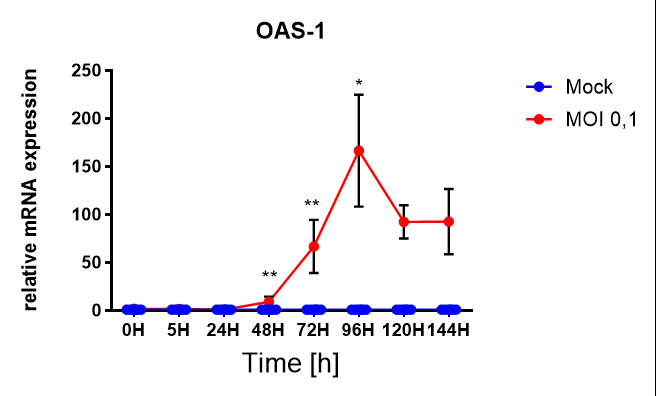 OAS-1
relative mRNA expression
250
200
150
100
50
0
**
**
*
0H 5H 24H 48H 72H 96H 120H 144H
Time [h]
Mock
MOI 0,1